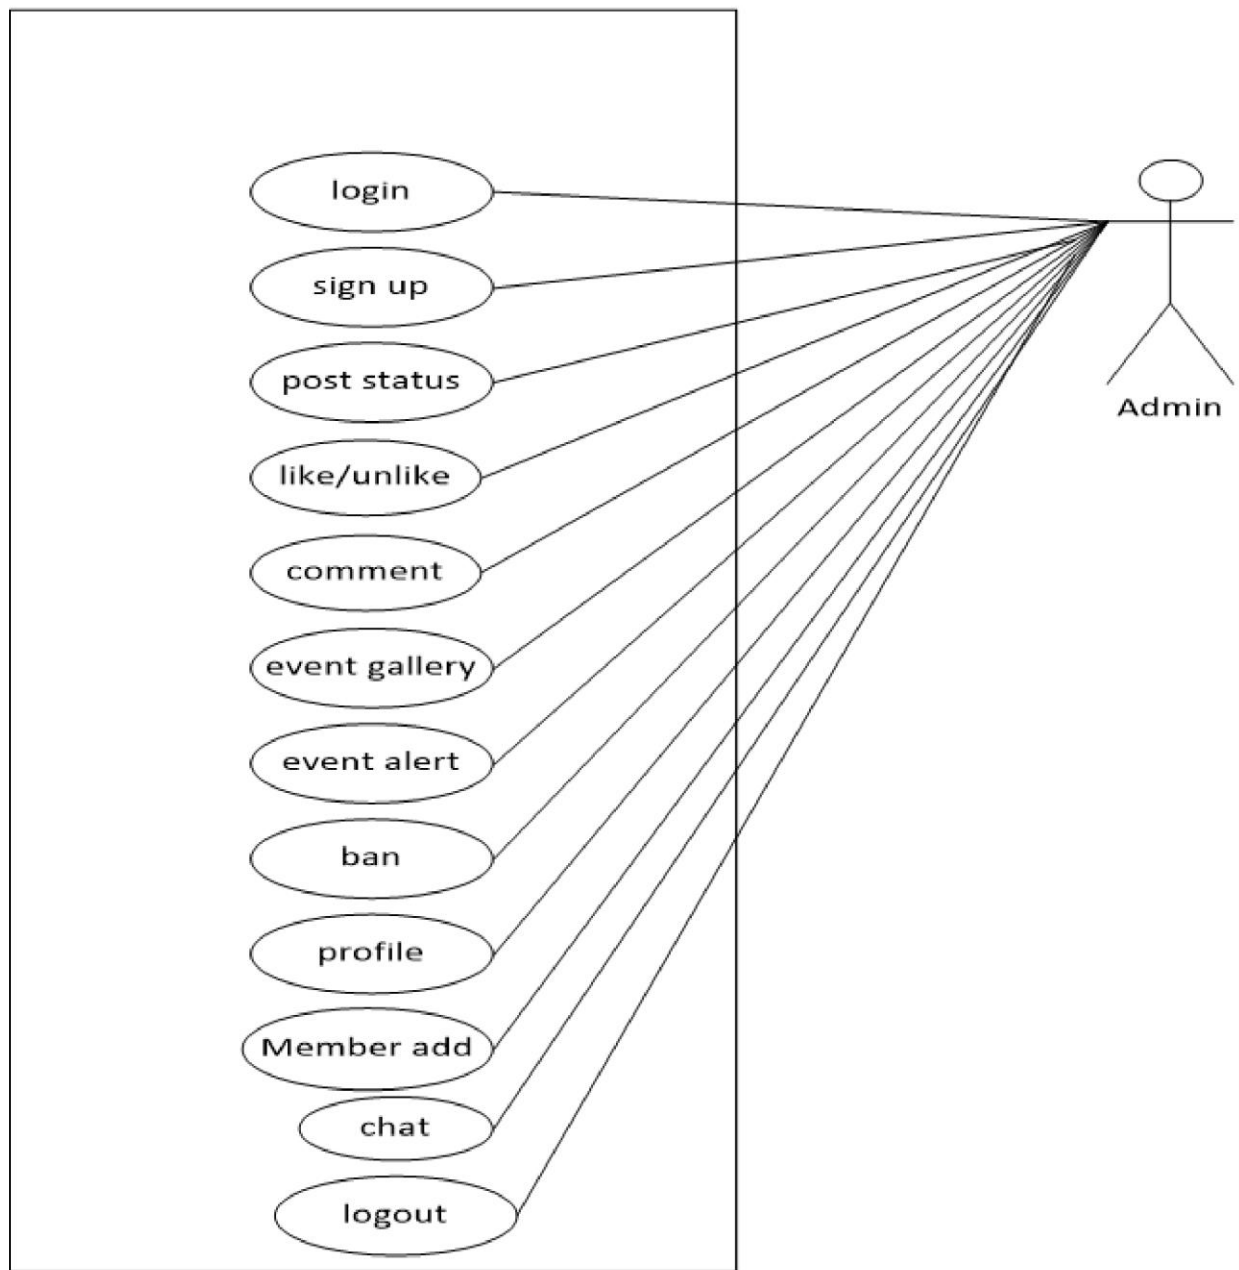 login
sign up
post status
like/unlike
comment
event gallery
event alert
ban
profile
Member add
chat
logout
Admin